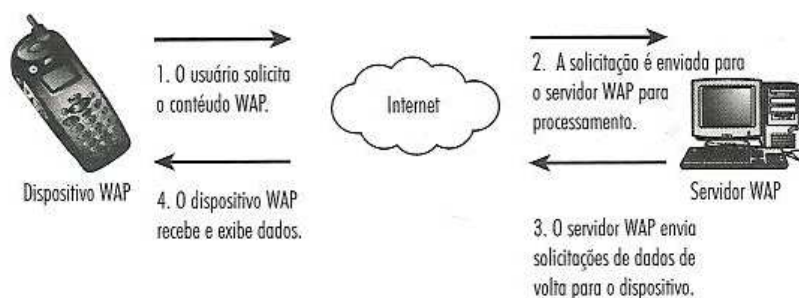 1. O usuário solicita
o contéudo WAP.
Internet
2. A solicitação é enviada para
o servidor WAP para
processamento.
Dispositivo WAP
4. O dispositivo WAP
recebe e exibe dados.
Servidor WAP
3. O servidor WAP envia
solicitações de dados de
volta para o dispositivo.